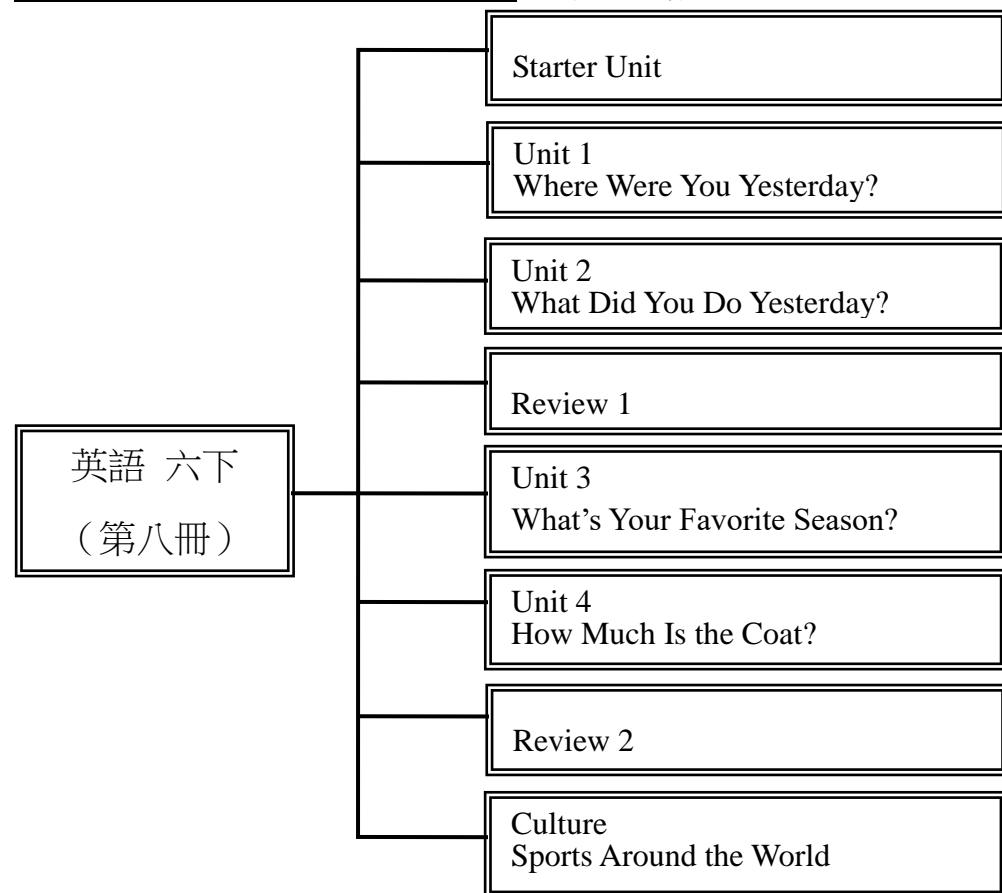 Starter Unit
Unit 1
Where Were You Yesterday?
Unit 2
What Did You Do Yesterday?
Review 1
英語 六下
（第八冊）
Unit 3
What’s Your Favorite Season?
Unit 4
How Much Is the Coat?
Review 2
Culture
Sports Around the World